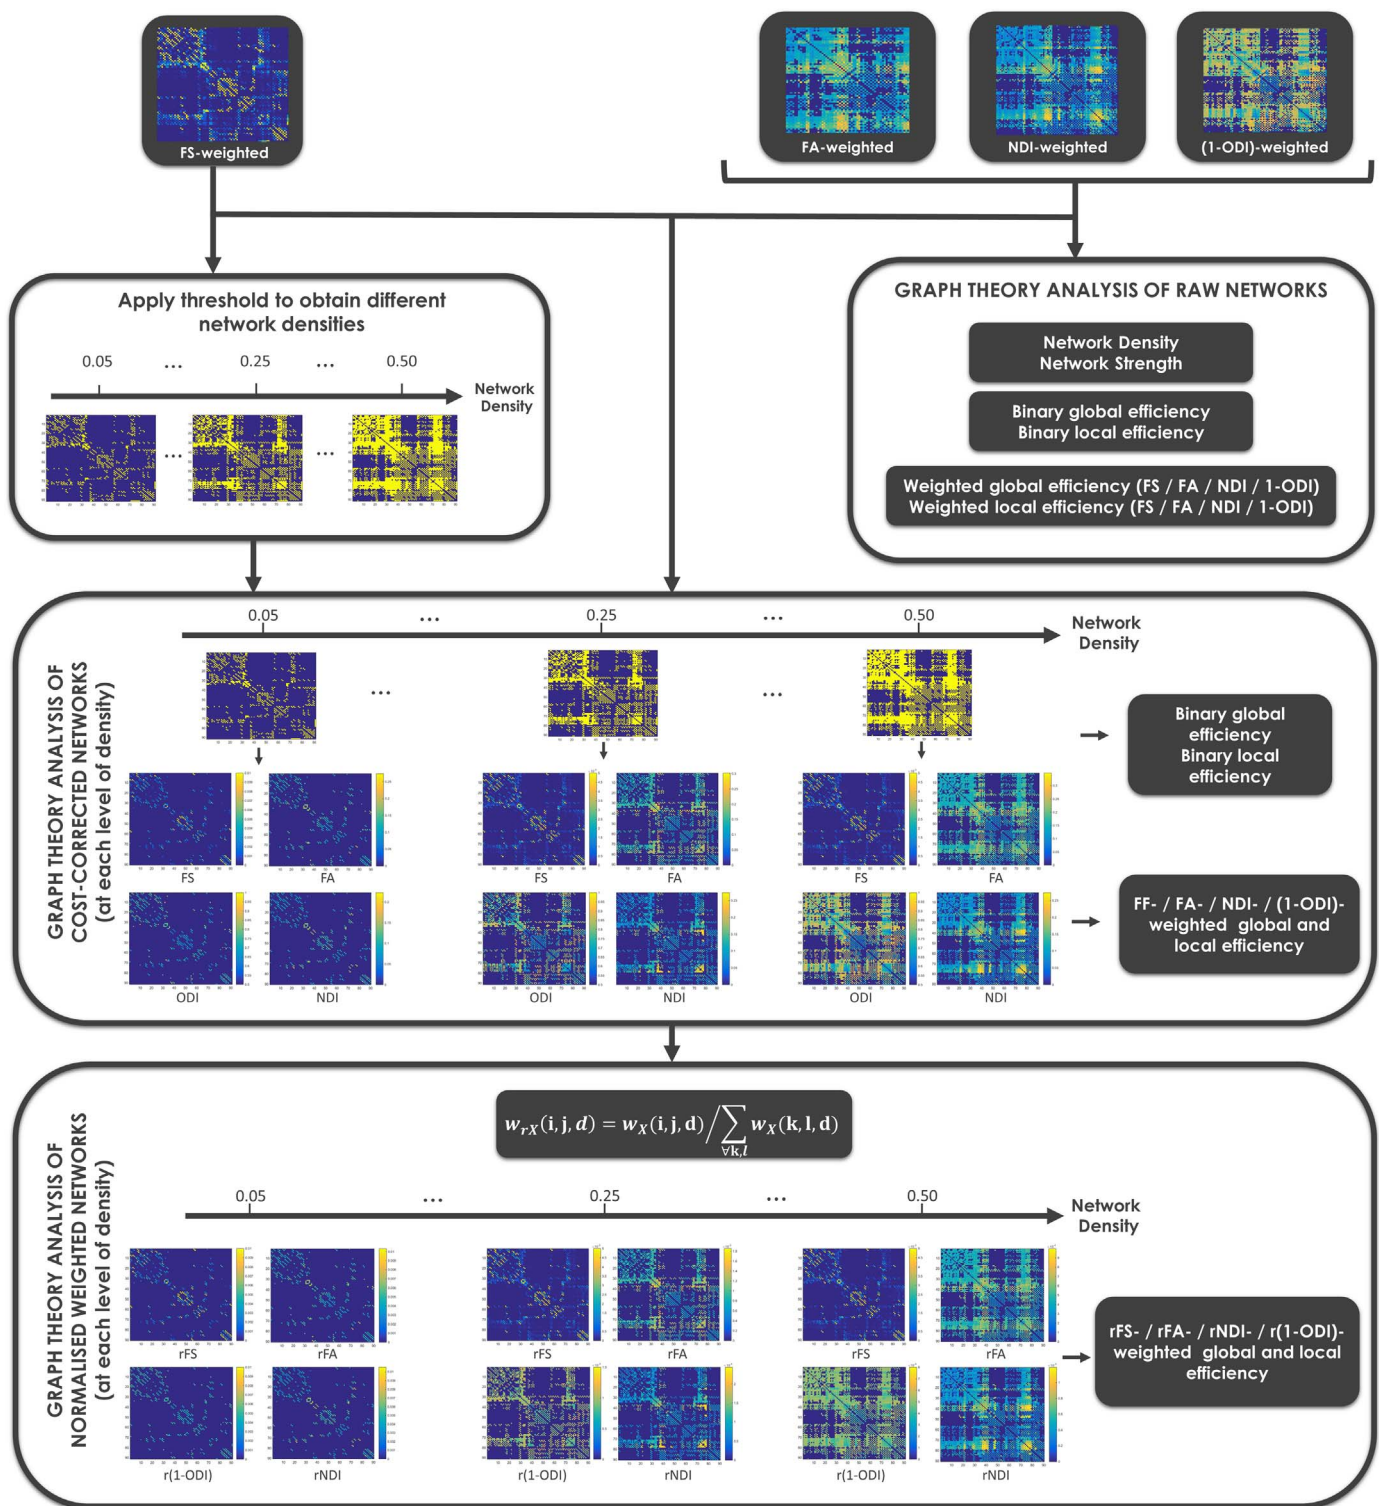 FS-weighted
FA-weighted
NDI-weighted
(1-ODI)-weighted
Apply threshold to obtain different
network densities
0.05 ... 0.25 ... 0.50
Network
Density
... ...
GRAPH THEORY ANALYSIS OF RAW NETWORKS
Network Density
Network Strength
Binary global efficiency
Binary local efficiency
Weighted global efficiency (FS / FA / NDI / 1-ODI)
Weighted local efficiency (FS / FA / NDI / 1-ODI)
GRAPH THEORY ANALYSIS OF
COST-CORRECTED NETWORKS
(at each level of density)
0.05 ... 0.25 ... 0.50
Network
Density
... ...
Binary global
efficiency
Binary local
efficiency
FS FA FS FA FS FA
ODI NDI ODI NDI ODI NDI
FF- / FA- / NDI- / (1-ODI)-
weighted global and
local efficiency
GRAPH THEORY ANALYSIS OF
NORMALISED WEIGHTED NETWORKS
(at each level of density)
w_{rX}(i,j,d) = w_X(i,j,d) / ∑_{∀k,l} w_X(k,l,d)
0.05 ... 0.25 ... 0.50
Network
Density
rFS rFA rFS rFA rFS rFA
r(1-ODI) rNDI r(1-ODI) rNDI r(1-ODI) rNDI
rFS- / rFA- / rNDI- / r(1-ODI)-
weighted global and local
efficiency